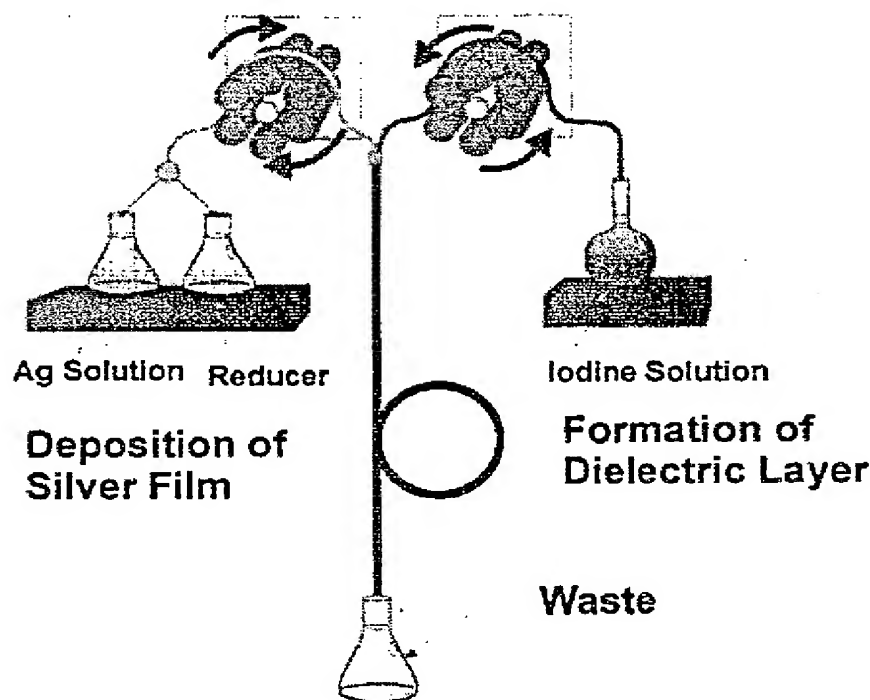 Ag Solution
Reducer
Iodine Solution
Deposition of
Silver Film
Formation of
Dielectric Layer
Waste